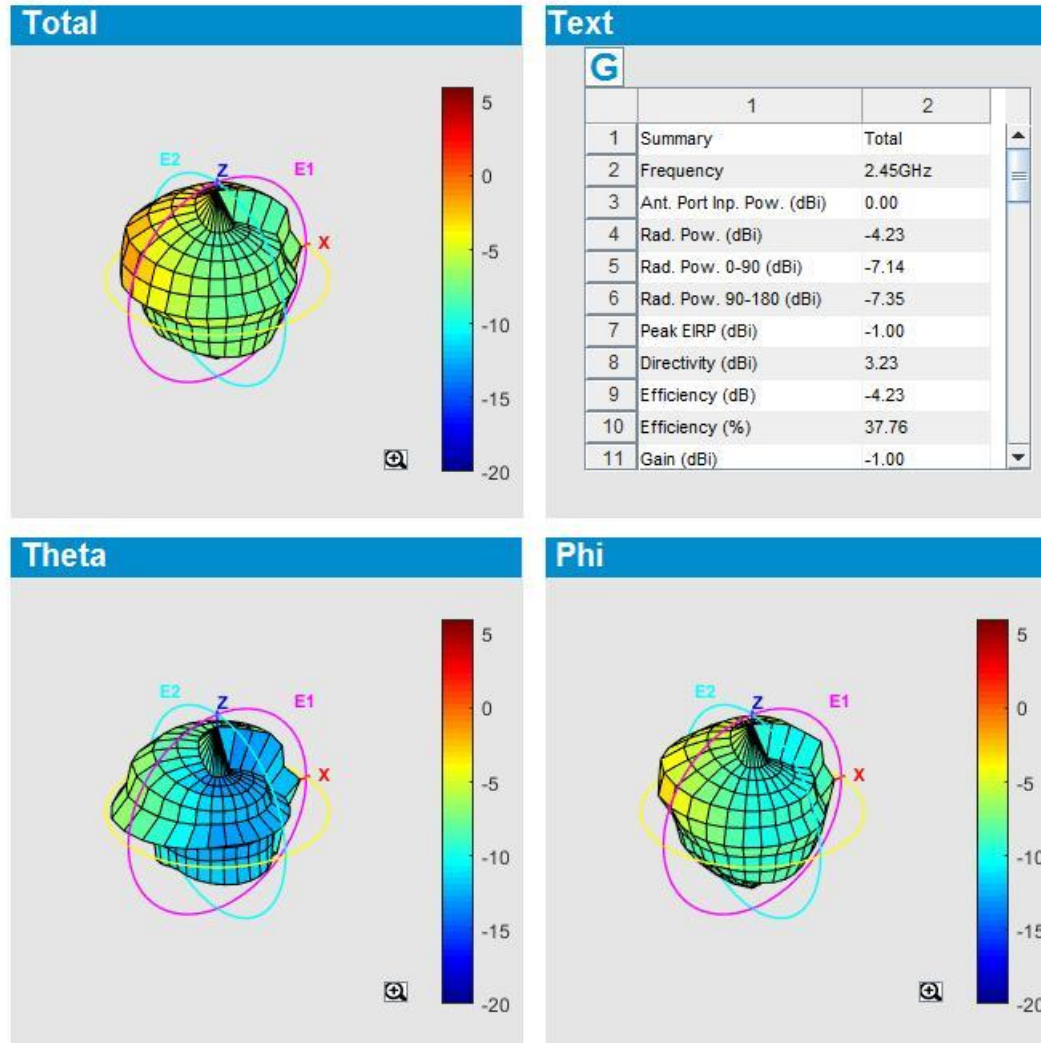 Total
5
0
-5
-10
-15
-20
E2
Z
E1
X
Text
G
1 2
1 Summary Total
2 Frequency 2.45GHz
3 Ant. Port Inp. Pow. (dBi) 0.00
4 Rad. Pow. (dBi) -4.23
5 Rad. Pow. 0-90 (dBi) -7.14
6 Rad. Pow. 90-180 (dBi) -7.35
7 Peak EIRP (dBi) -1.00
8 Directivity (dBi) 3.23
9 Efficiency (dB) -4.23
10 Efficiency (%) 37.76
11 Gain (dBi) -1.00
Theta
5
0
-5
-10
-15
-20
E2
Z
E1
X
Phi
5
0
-5
-10
-15
-20
E2
Z
E1
X